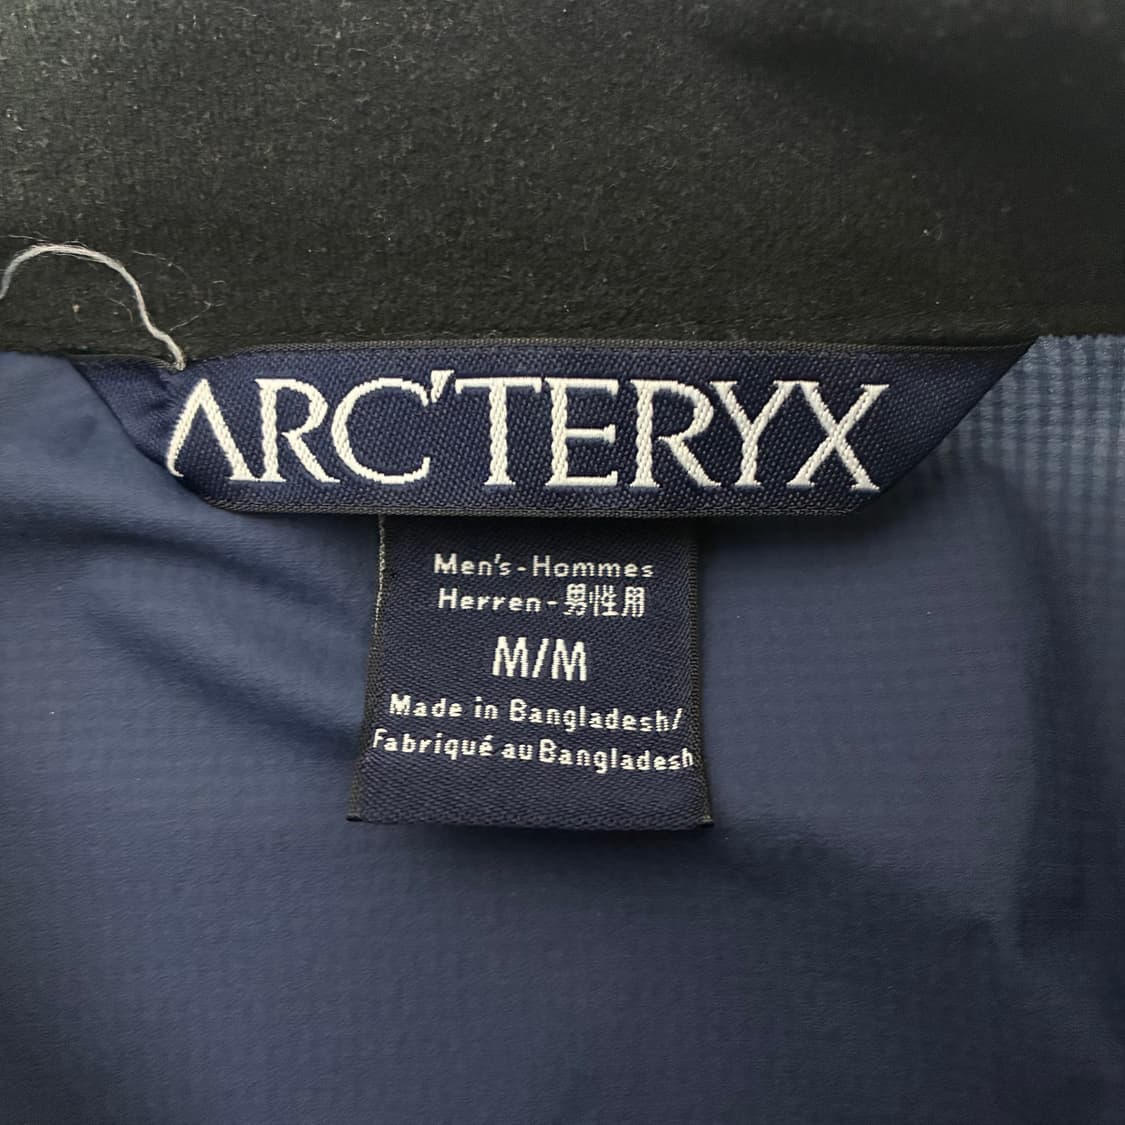 ARC'TERYX
Men's-Hommes
Herren-男性用
M/M
Made in Bangladesh/
Fabriqué au Bangladesh